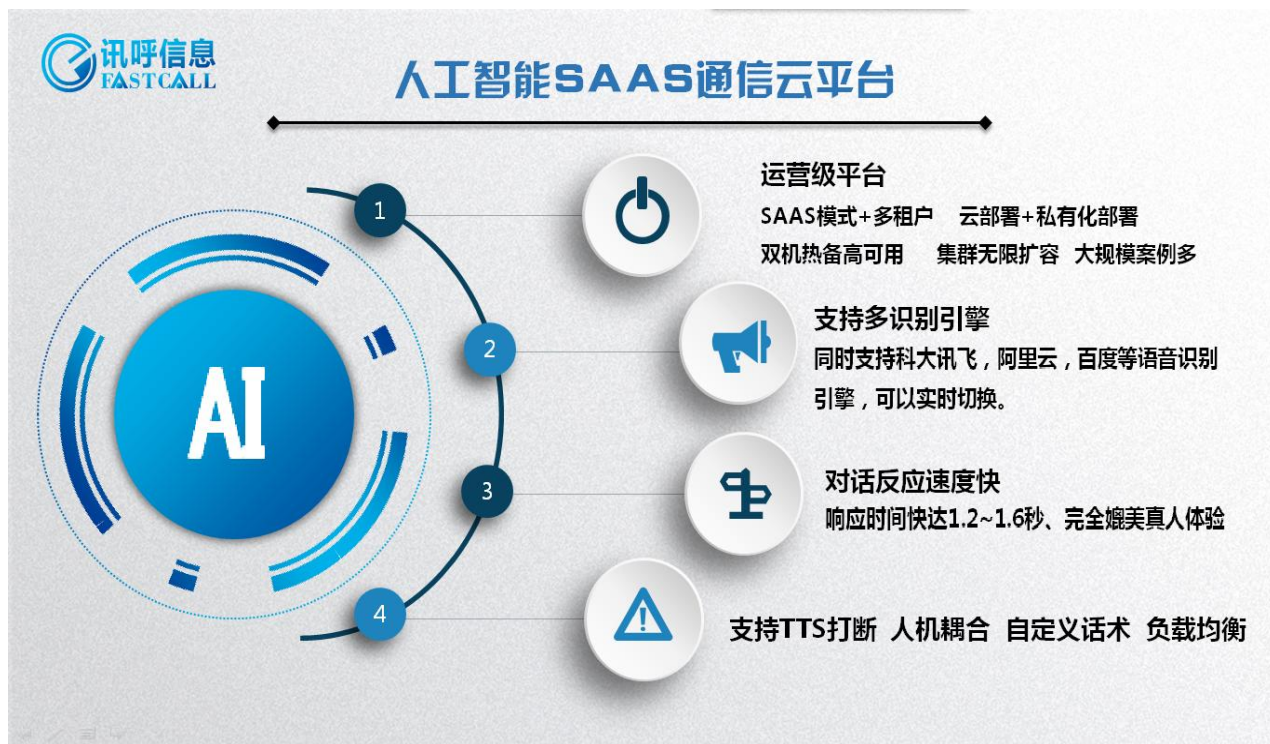 讯呼信息
FASTCALL
人工智能SAAS通信云平台
AI
1
运营级平台
SAAS模式+多租户 云部署+私有化部署
双机热备高可用 集群无限扩容 大规模案例多
2
支持多识别引擎
同时支持科大讯飞，阿里云，百度等语音识别
引擎，可以实时切换。
3
对话反应速度快
响应时间快达1.2~1.6秒、完全媲美真人体验
4
支持TTS打断 人机耦合 自定义话术 负载均衡